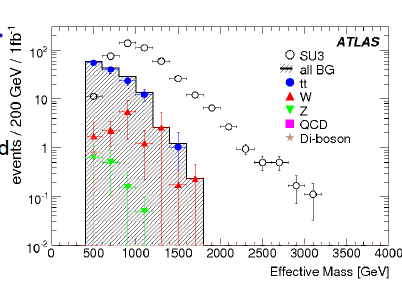 ATLAS
SU3
all BG
tt
W
Z
QCD
Di-boson
events / 200 GeV / 1fb⁻¹
d
10²
10
1
10⁻¹
10⁻²
0 500 1000 1500 2000 2500 3000 3500 4000
Effective Mass [GeV]